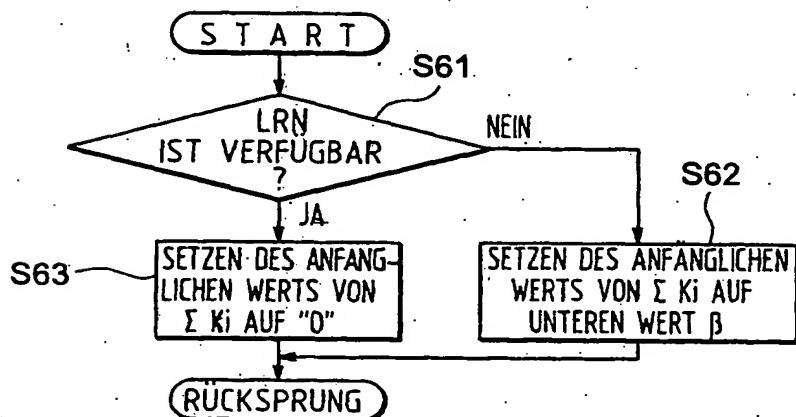 START
S61
LRN
IST VERFÜGBAR
?
NEIN
JA
S62
S63
SETZEN DES ANFANG-
LICHEN WERTS VON
Σ Ki AUF "0"
SETZEN DES ANFÄNGLICHEN
WERTS VON Σ Ki AUF
UNTEREN WERT β
RÜCKSPRUNG